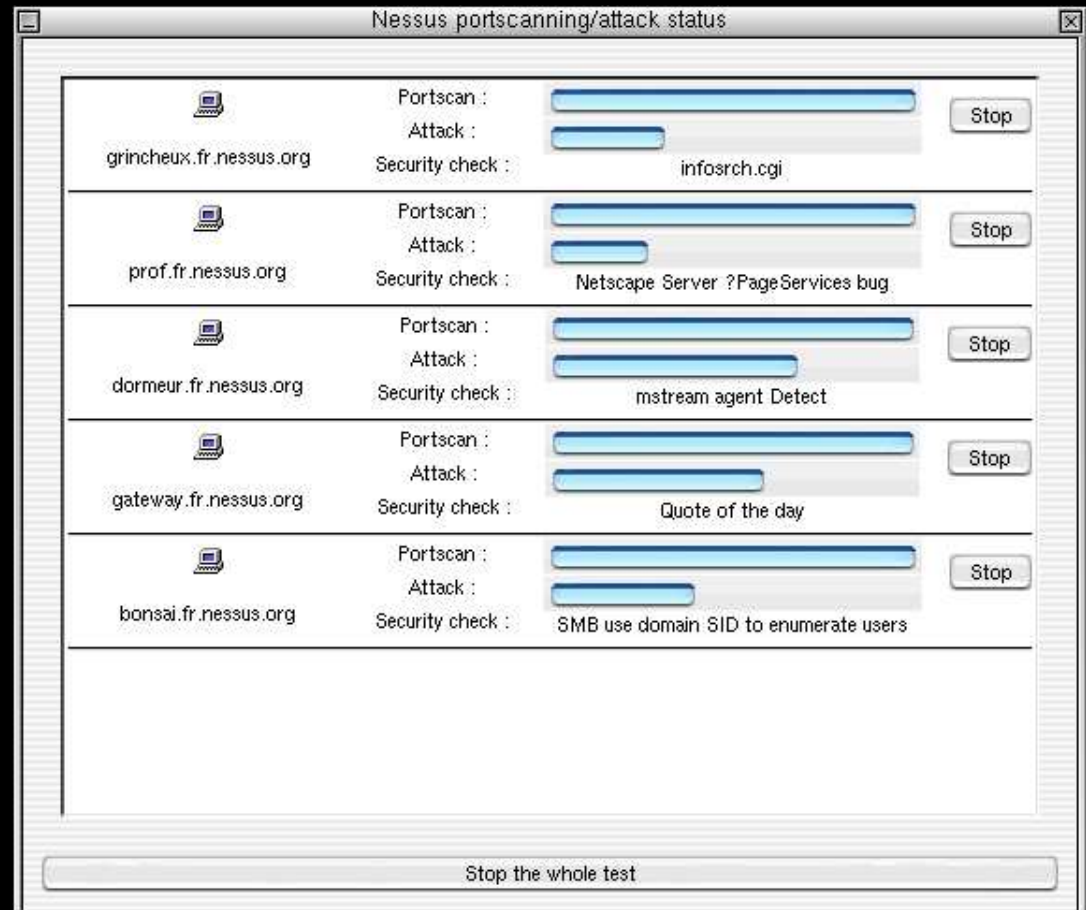 Nessus portscanning/attack status
Portscan :
Stop
Attack :
grincheux.fr.nessus.org
Security check :
infosrch.cgi
Portscan :
Stop
Attack :
prof.fr.nessus.org
Security check :
Netscape Server ?PageServices bug
Portscan :
Stop
Attack :
dormeur.fr.nessus.org
Security check :
mstream agent Detect
Portscan :
Stop
Attack :
gateway.fr.nessus.org
Security check :
Quote of the day
Portscan :
Stop
Attack :
bonsai.fr.nessus.org
Security check :
SMB use domain SID to enumerate users
Stop the whole test